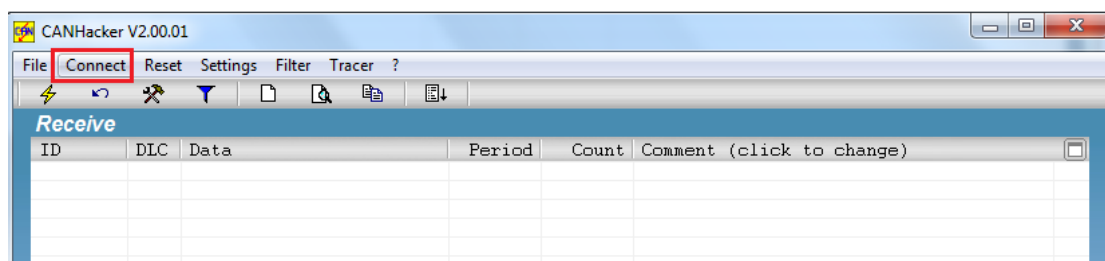 CANHacker V2.00.01
File Connect Reset Settings Filter Tracer ?
Receive
ID DLC Data Period Count Comment (click to change)